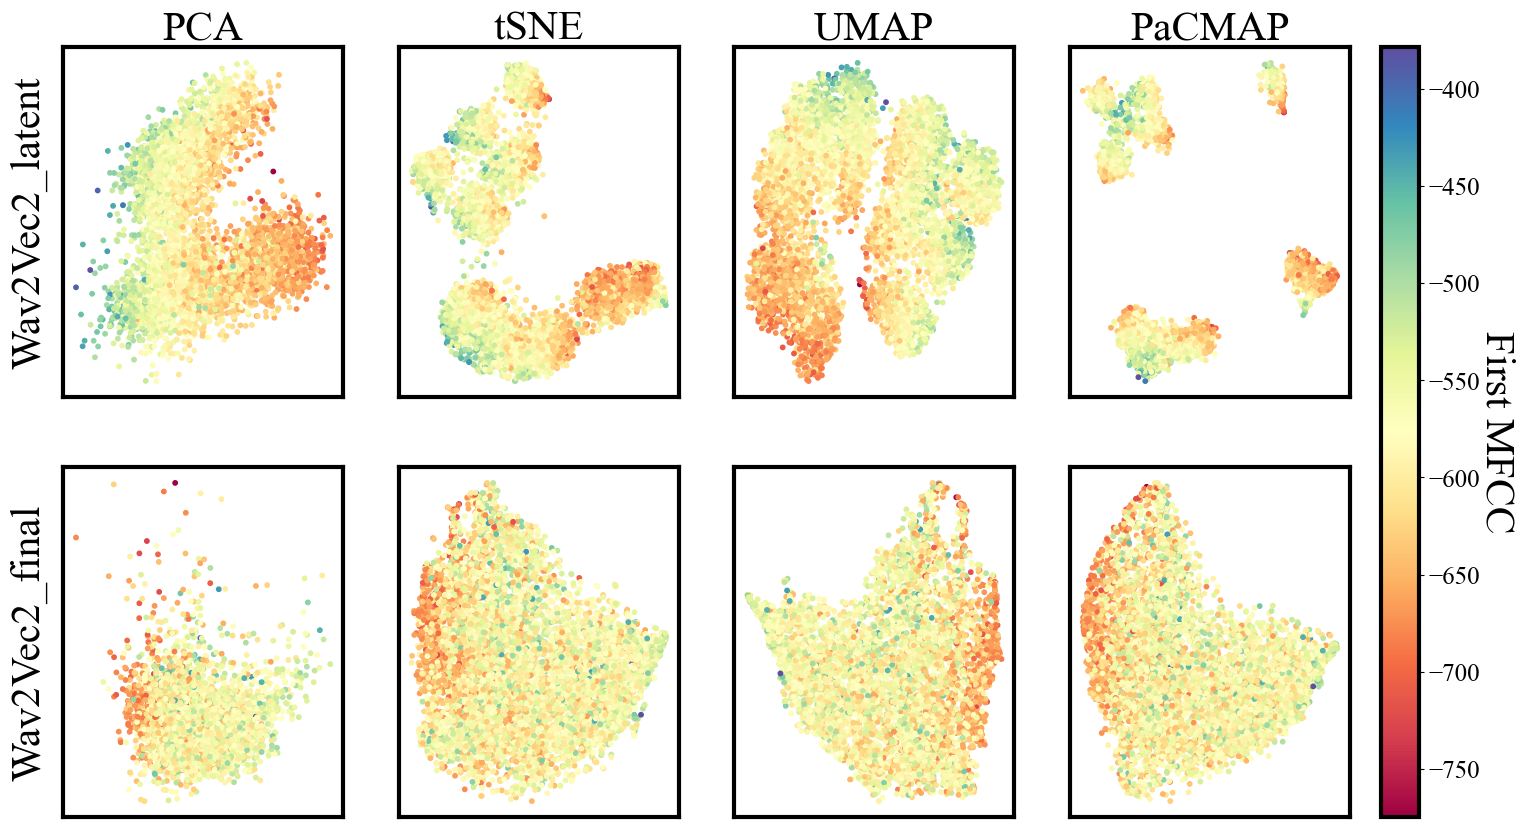 PCA
tSNE
UMAP
PaCMAP
Wav2Vec2_latent
Wav2Vec2_final
−400
−450
−500
−550
−600
−650
−700
−750
First MFCC